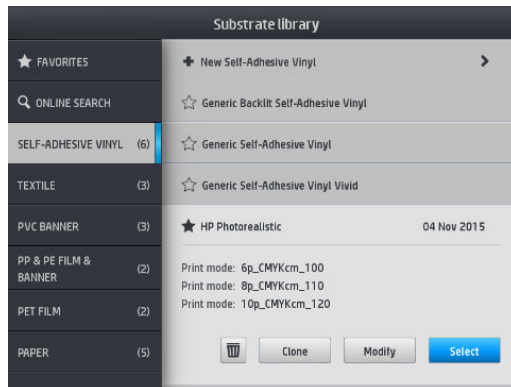 Substrate library
FAVORITES
ONLINE SEARCH
SELF-ADHESIVE VINYL (6)
TEXTILE (3)
PVC BANNER (3)
PP & PE FILM &
BANNER (2)
PET FILM (2)
PAPER (5)
New Self-Adhesive Vinyl
Generic Backlit Self-Adhesive Vinyl
Generic Self-Adhesive Vinyl
Generic Self-Adhesive Vinyl Vivid
HP Photorealistic 04 Nov 2015
Print mode: 6p_CMYKcm_100
Print mode: 8p_CMYKcm_110
Print mode: 10p_CMYKcm_120
Clone Modify Select